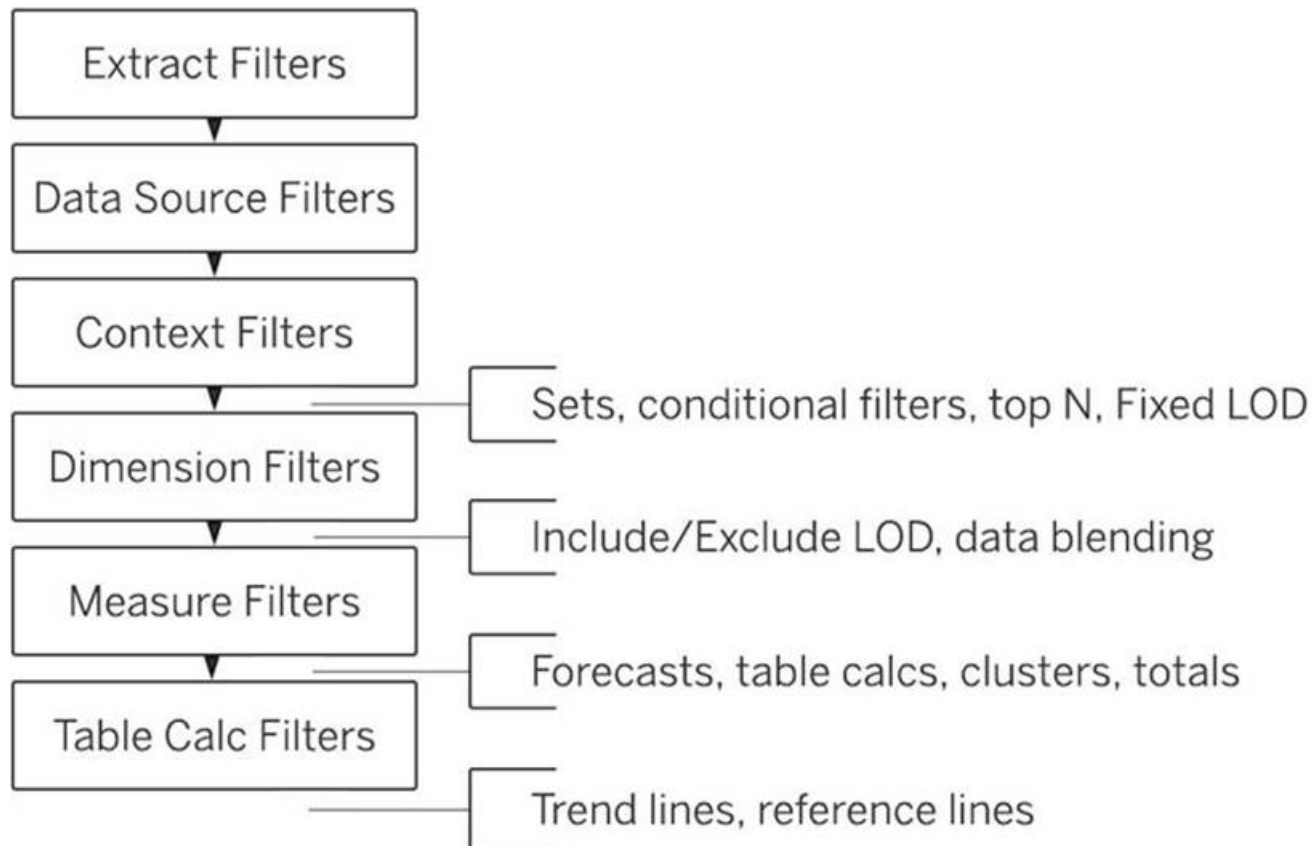 Extract Filters
Data Source Filters
Context Filters
Sets, conditional filters, top N, Fixed LOD
Dimension Filters
Include/Exclude LOD, data blending
Measure Filters
Forecasts, table calcs, clusters, totals
Table Calc Filters
Trend lines, reference lines